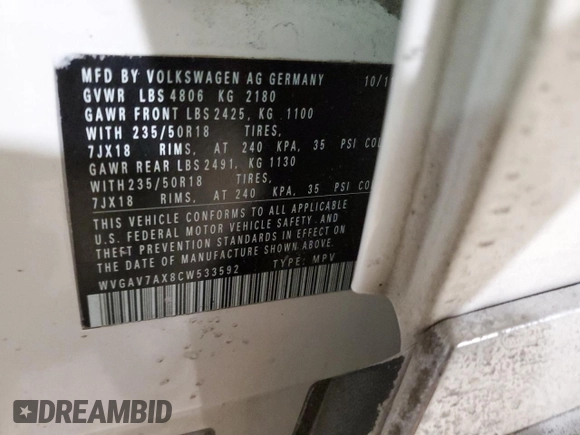 MFD BY VOLKSWAGEN AG GERMANY 10/1
GVWR LBS 4806 KG 2180
GAWR FRONT LBS 2425, KG 1100
WITH 235/50R18 TIRES,
7JX18 RIMS, AT 240 KPA, 35 PSI COL
GAWR REAR LBS 2491, KG 1130
WITH 235/50R18 TIRES,
7JX18 RIMS, AT 240 KPA, 35 PSI CO
THIS VEHICLE CONFORMS TO ALL APPLICABLE
U.S. FEDERAL MOTOR VEHICLE SAFETY AND
THEFT PREVENTION STANDARDS IN EFFECT ON
THE DATE OF MANUFACTURE SHOWN ABOVE.
WVGAV7AX8CW533592 TYPE: MPV
DREAMBID